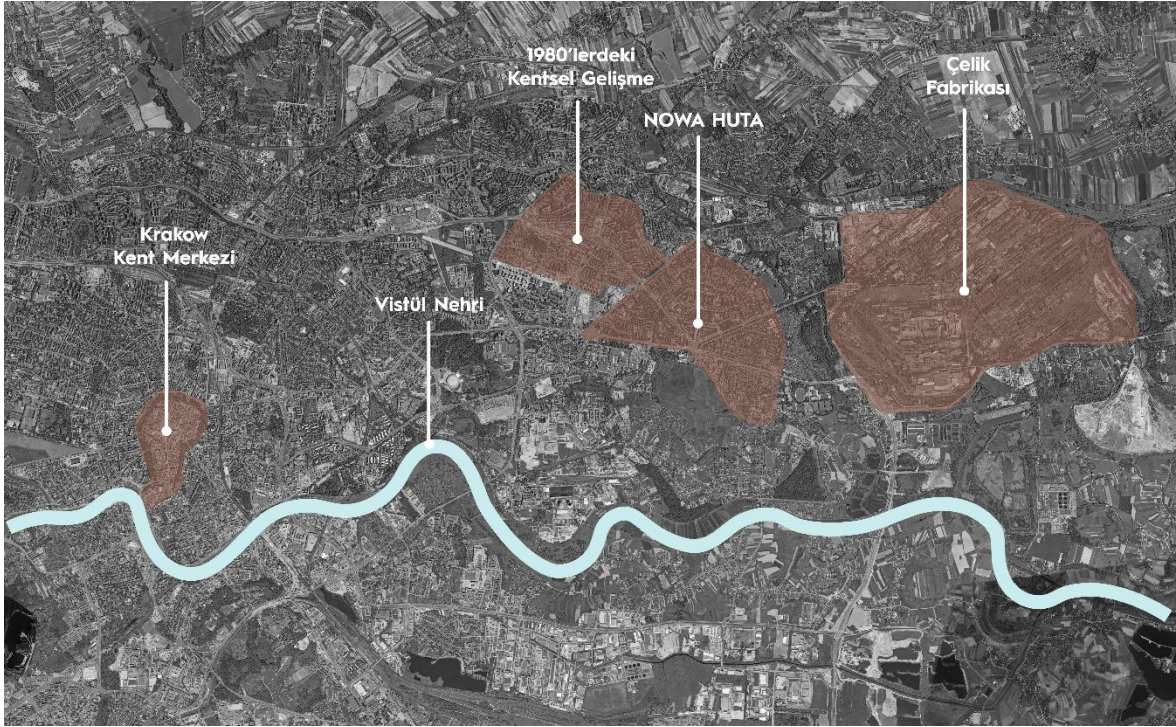 1980'lerdeki
Kentsel Gelişme
Çelik
Fabrikası
NOWA HUTA
Krakow
Kent Merkezi
Vistül Nehri